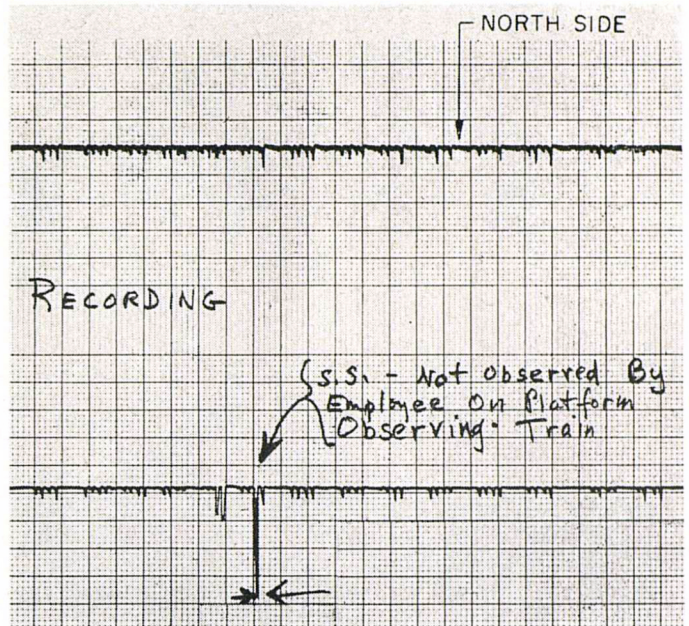 NORTH SIDE
RECORDING
S.S. - Not Observed By
Employee On Platform
Observing Train